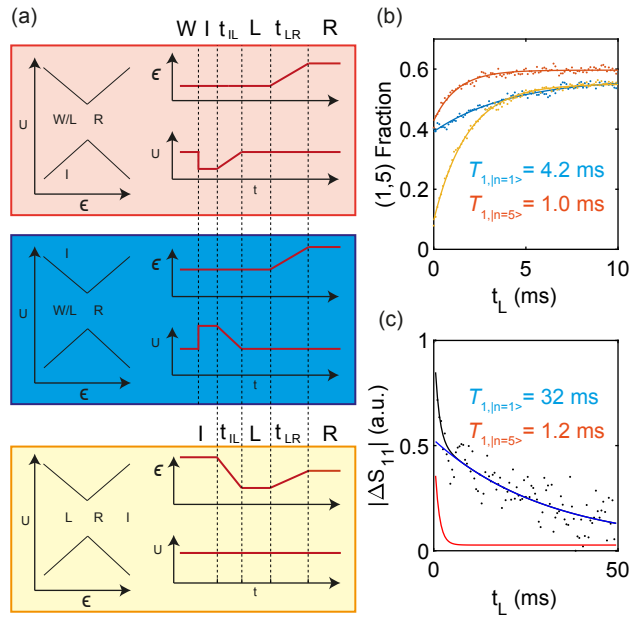 (a)
W I t_IL L t_LR R
U
W/L R
I
ϵ
ϵ
U
t
U
I
W/L R
ϵ
ϵ
U
t
I t_IL L t_LR R
U
L R I
ϵ
ϵ
U
t
(b)
(1,5) Fraction
0.6
0.4
0.2
0
T_1,|n=1> = 4.2 ms
T_1,|n=5> = 1.0 ms
0 5 10
t_L (ms)
(c)
|ΔS_11| (a.u.)
1
0.5
0
T_1,|n=1> = 32 ms
T_1,|n=5> = 1.2 ms
0 50
t_L (ms)